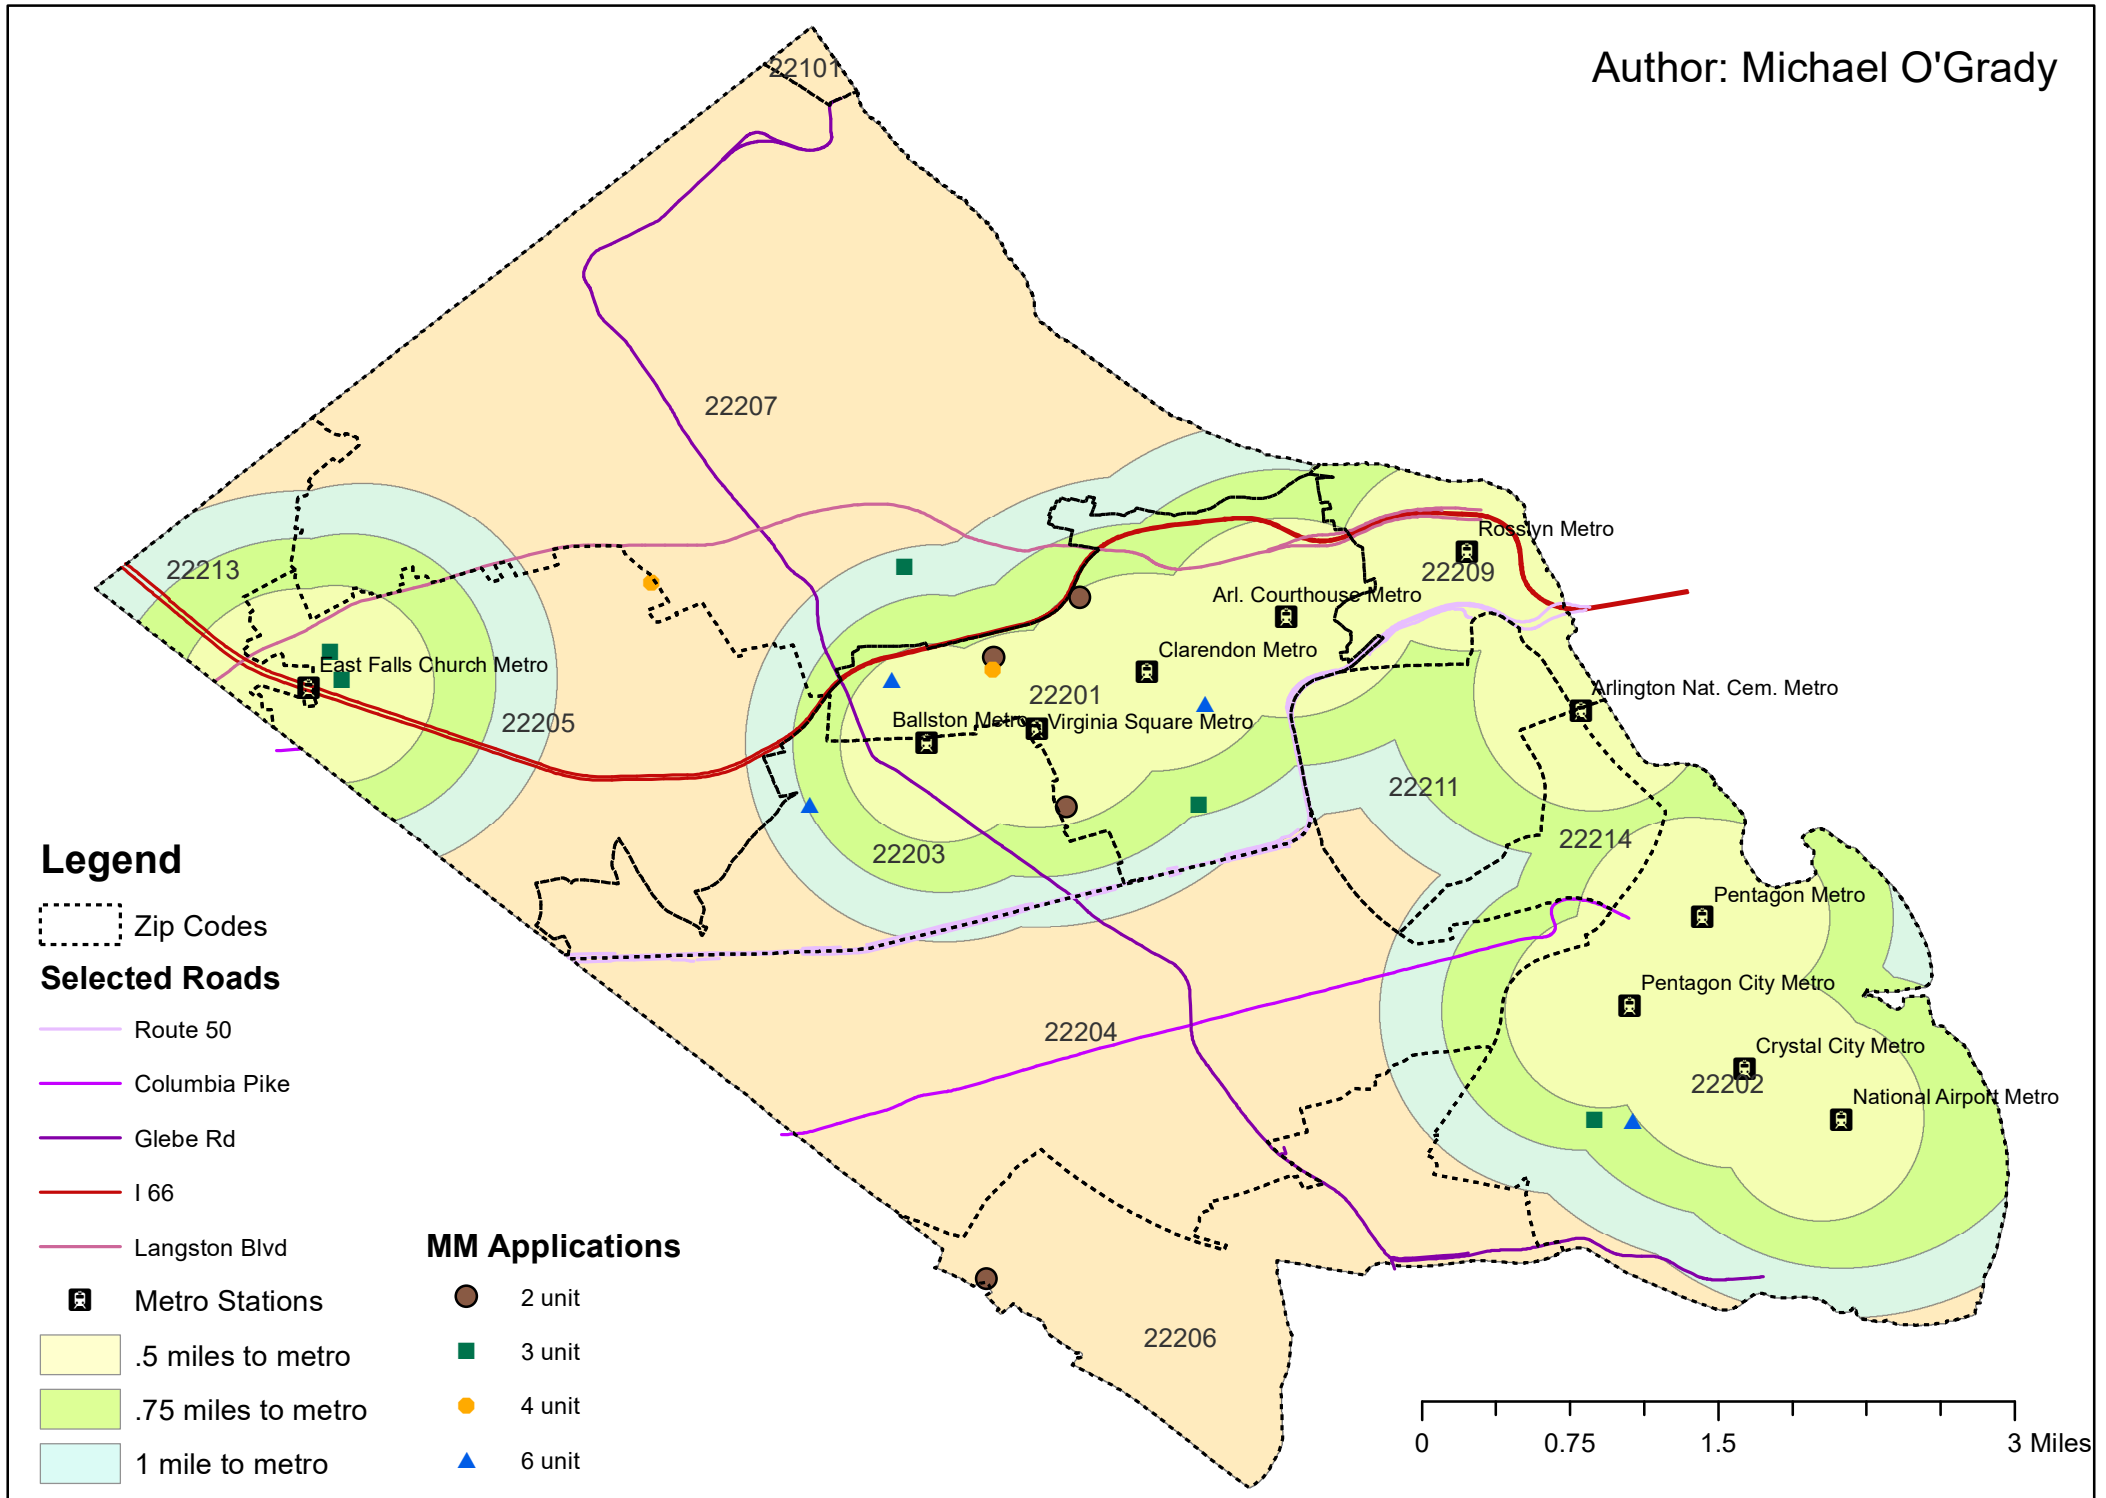 Author: Michael O'Grady
22101
22207
22213
Rosslyn Metro
22209
Arl. Courthouse Metro
Clarendon Metro
East Falls Church Metro
Arlington Nat. Cem. Metro
22201
22205
Ballston Metro
Virginia Square Metro
22211
22203
22214
Pentagon Metro
Pentagon City Metro
22204
Crystal City Metro
22202
National Airport Metro
22206
Legend
Zip Codes
Selected Roads
Route 50
Columbia Pike
Glebe Rd
I 66
Langston Blvd
Metro Stations
.5 miles to metro
.75 miles to metro
1 mile to metro
MM Applications
2 unit
3 unit
4 unit
6 unit
0 0.75 1.5 3 Miles